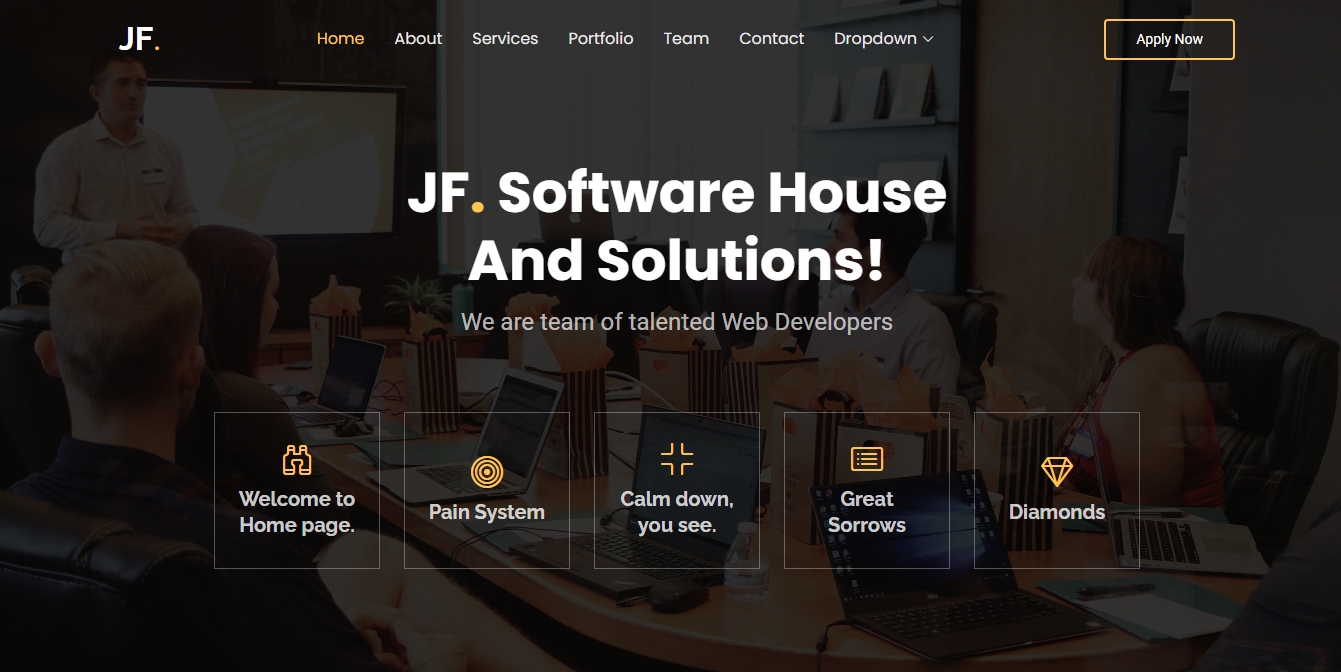 JF.
Home About Services Portfolio Team Contact Dropdown
Apply Now
JF. Software House
And Solutions!
We are team of talented Web Developers
Welcome to
Home page.
Pain System
Calm down,
you see.
Great
Sorrows
Diamonds